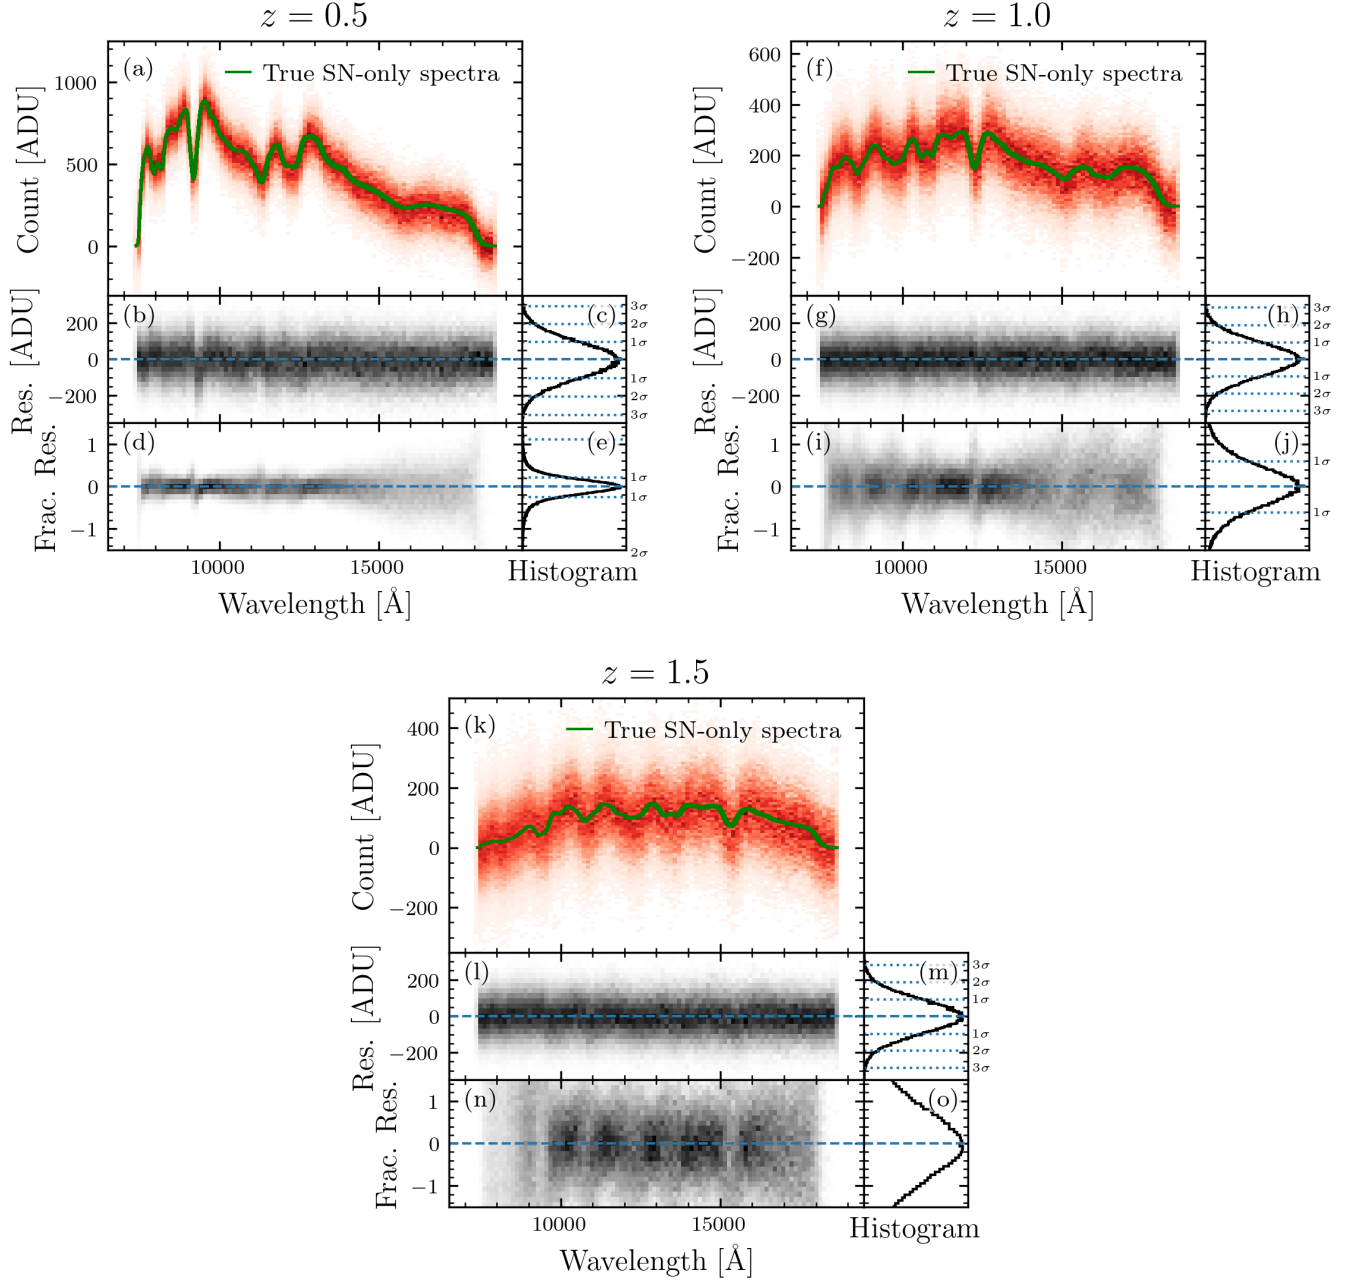 z = 0.5
(a)
True SN-only spectra
Count [ADU]
1000
500
0
(b)
Res. [ADU]
200
0
−200
(c)
3σ
2σ
1σ
1σ
2σ
3σ
(d)
Frac. Res.
1
0
−1
(e)
1σ
1σ
2σ
10000
15000
Histogram
Wavelength [Å]
z = 1.0
(f)
True SN-only spectra
Count [ADU]
600
400
200
0
−200
(g)
Res. [ADU]
200
0
−200
(h)
3σ
2σ
1σ
1σ
2σ
3σ
(i)
Frac. Res.
1
0
−1
(j)
1σ
1σ
10000
15000
Histogram
Wavelength [Å]
z = 1.5
(k)
True SN-only spectra
Count [ADU]
400
200
0
−200
(l)
Res. [ADU]
200
0
−200
(m)
3σ
2σ
1σ
1σ
2σ
3σ
(n)
Frac. Res.
1
0
−1
(o)
10000
15000
Histogram
Wavelength [Å]